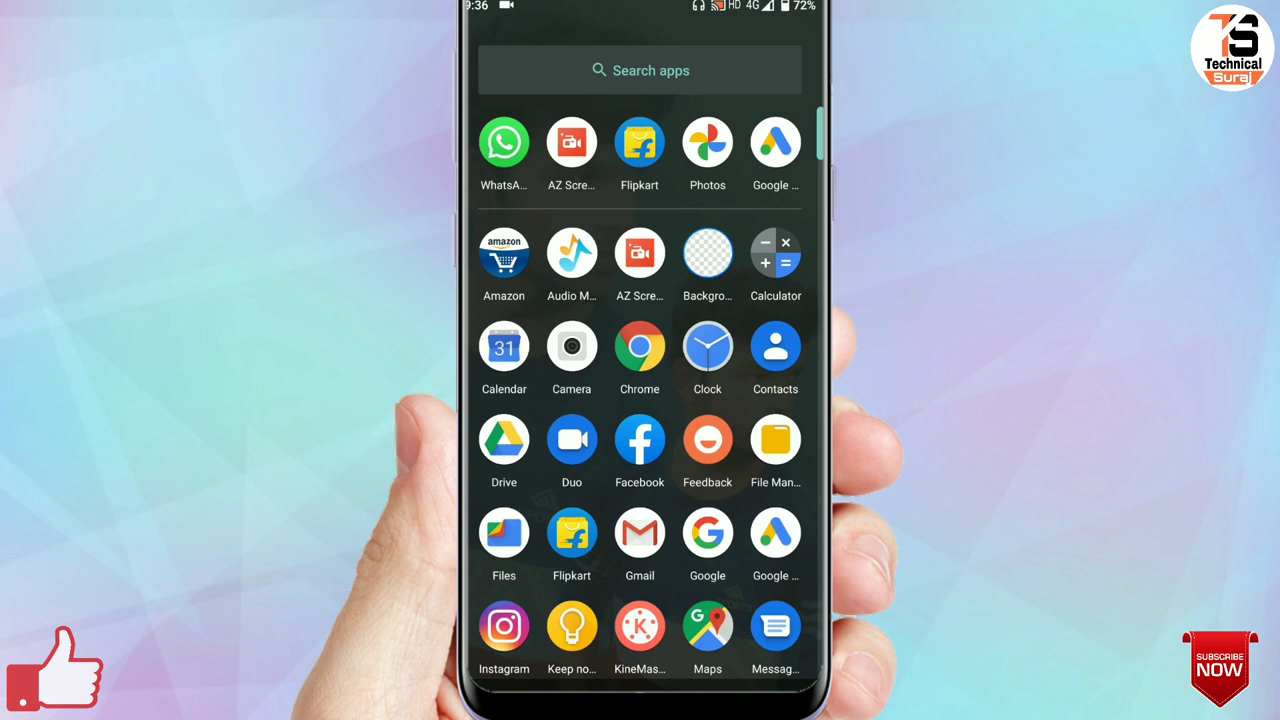 9:36 HD 4G 72%
TS
Technical
Suraj
Search apps
WhatsA... AZ Scre... Flipkart Photos Google ...
amazon
Amazon Audio M... AZ Scre... Backgro... Calculator
31
Calendar Camera Chrome Clock Contacts
Drive Duo Facebook Feedback File Man...
Files Flipkart Gmail Google Google ...
Instagram Keep no... KineMas... Maps Messag...
SUBSCRIBE
NOW